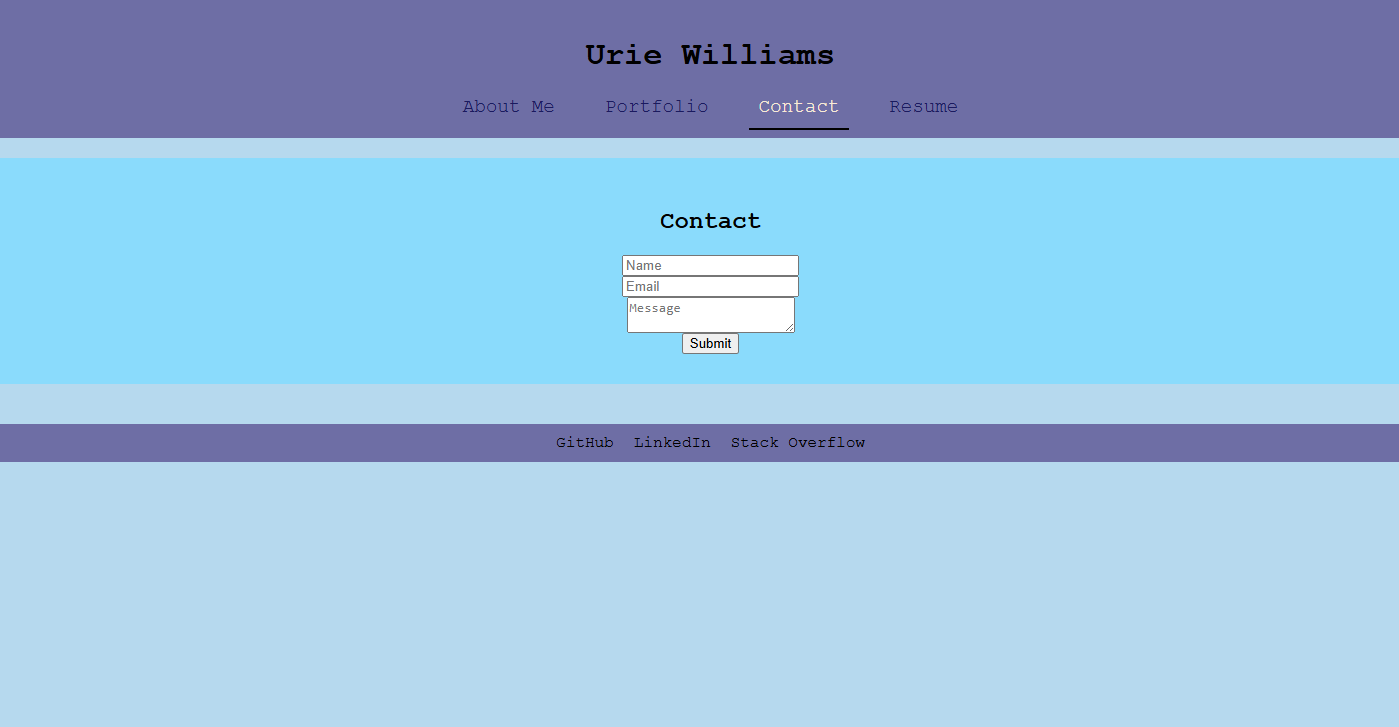 Urie Williams
About Me Portfolio Contact Resume
Contact
Name
Email
Message
Submit
GitHub LinkedIn Stack Overflow